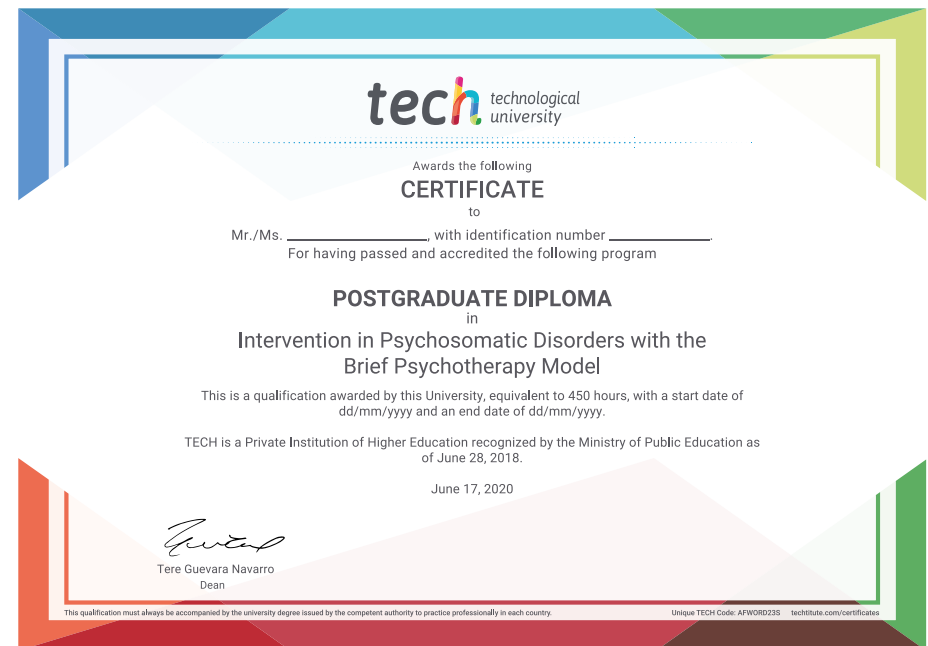 tech technological
university
Awards the following
CERTIFICATE
to
Mr./Ms. ____________________, with identification number ______________.
For having passed and accredited the following program
POSTGRADUATE DIPLOMA
in
Intervention in Psychosomatic Disorders with the
Brief Psychotherapy Model
This is a qualification awarded by this University, equivalent to 450 hours, with a start date of
dd/mm/yyyy and an end date of dd/mm/yyyy.
TECH is a Private Institution of Higher Education recognized by the Ministry of Public Education as
of June 28, 2018.
June 17, 2020
Tere Guevara Navarro
Dean
This qualification must always be accompanied by the university degree issued by the competent authority to practice professionally in each country.
Unique TECH Code: AFWORD23S techtitute.com/certificates